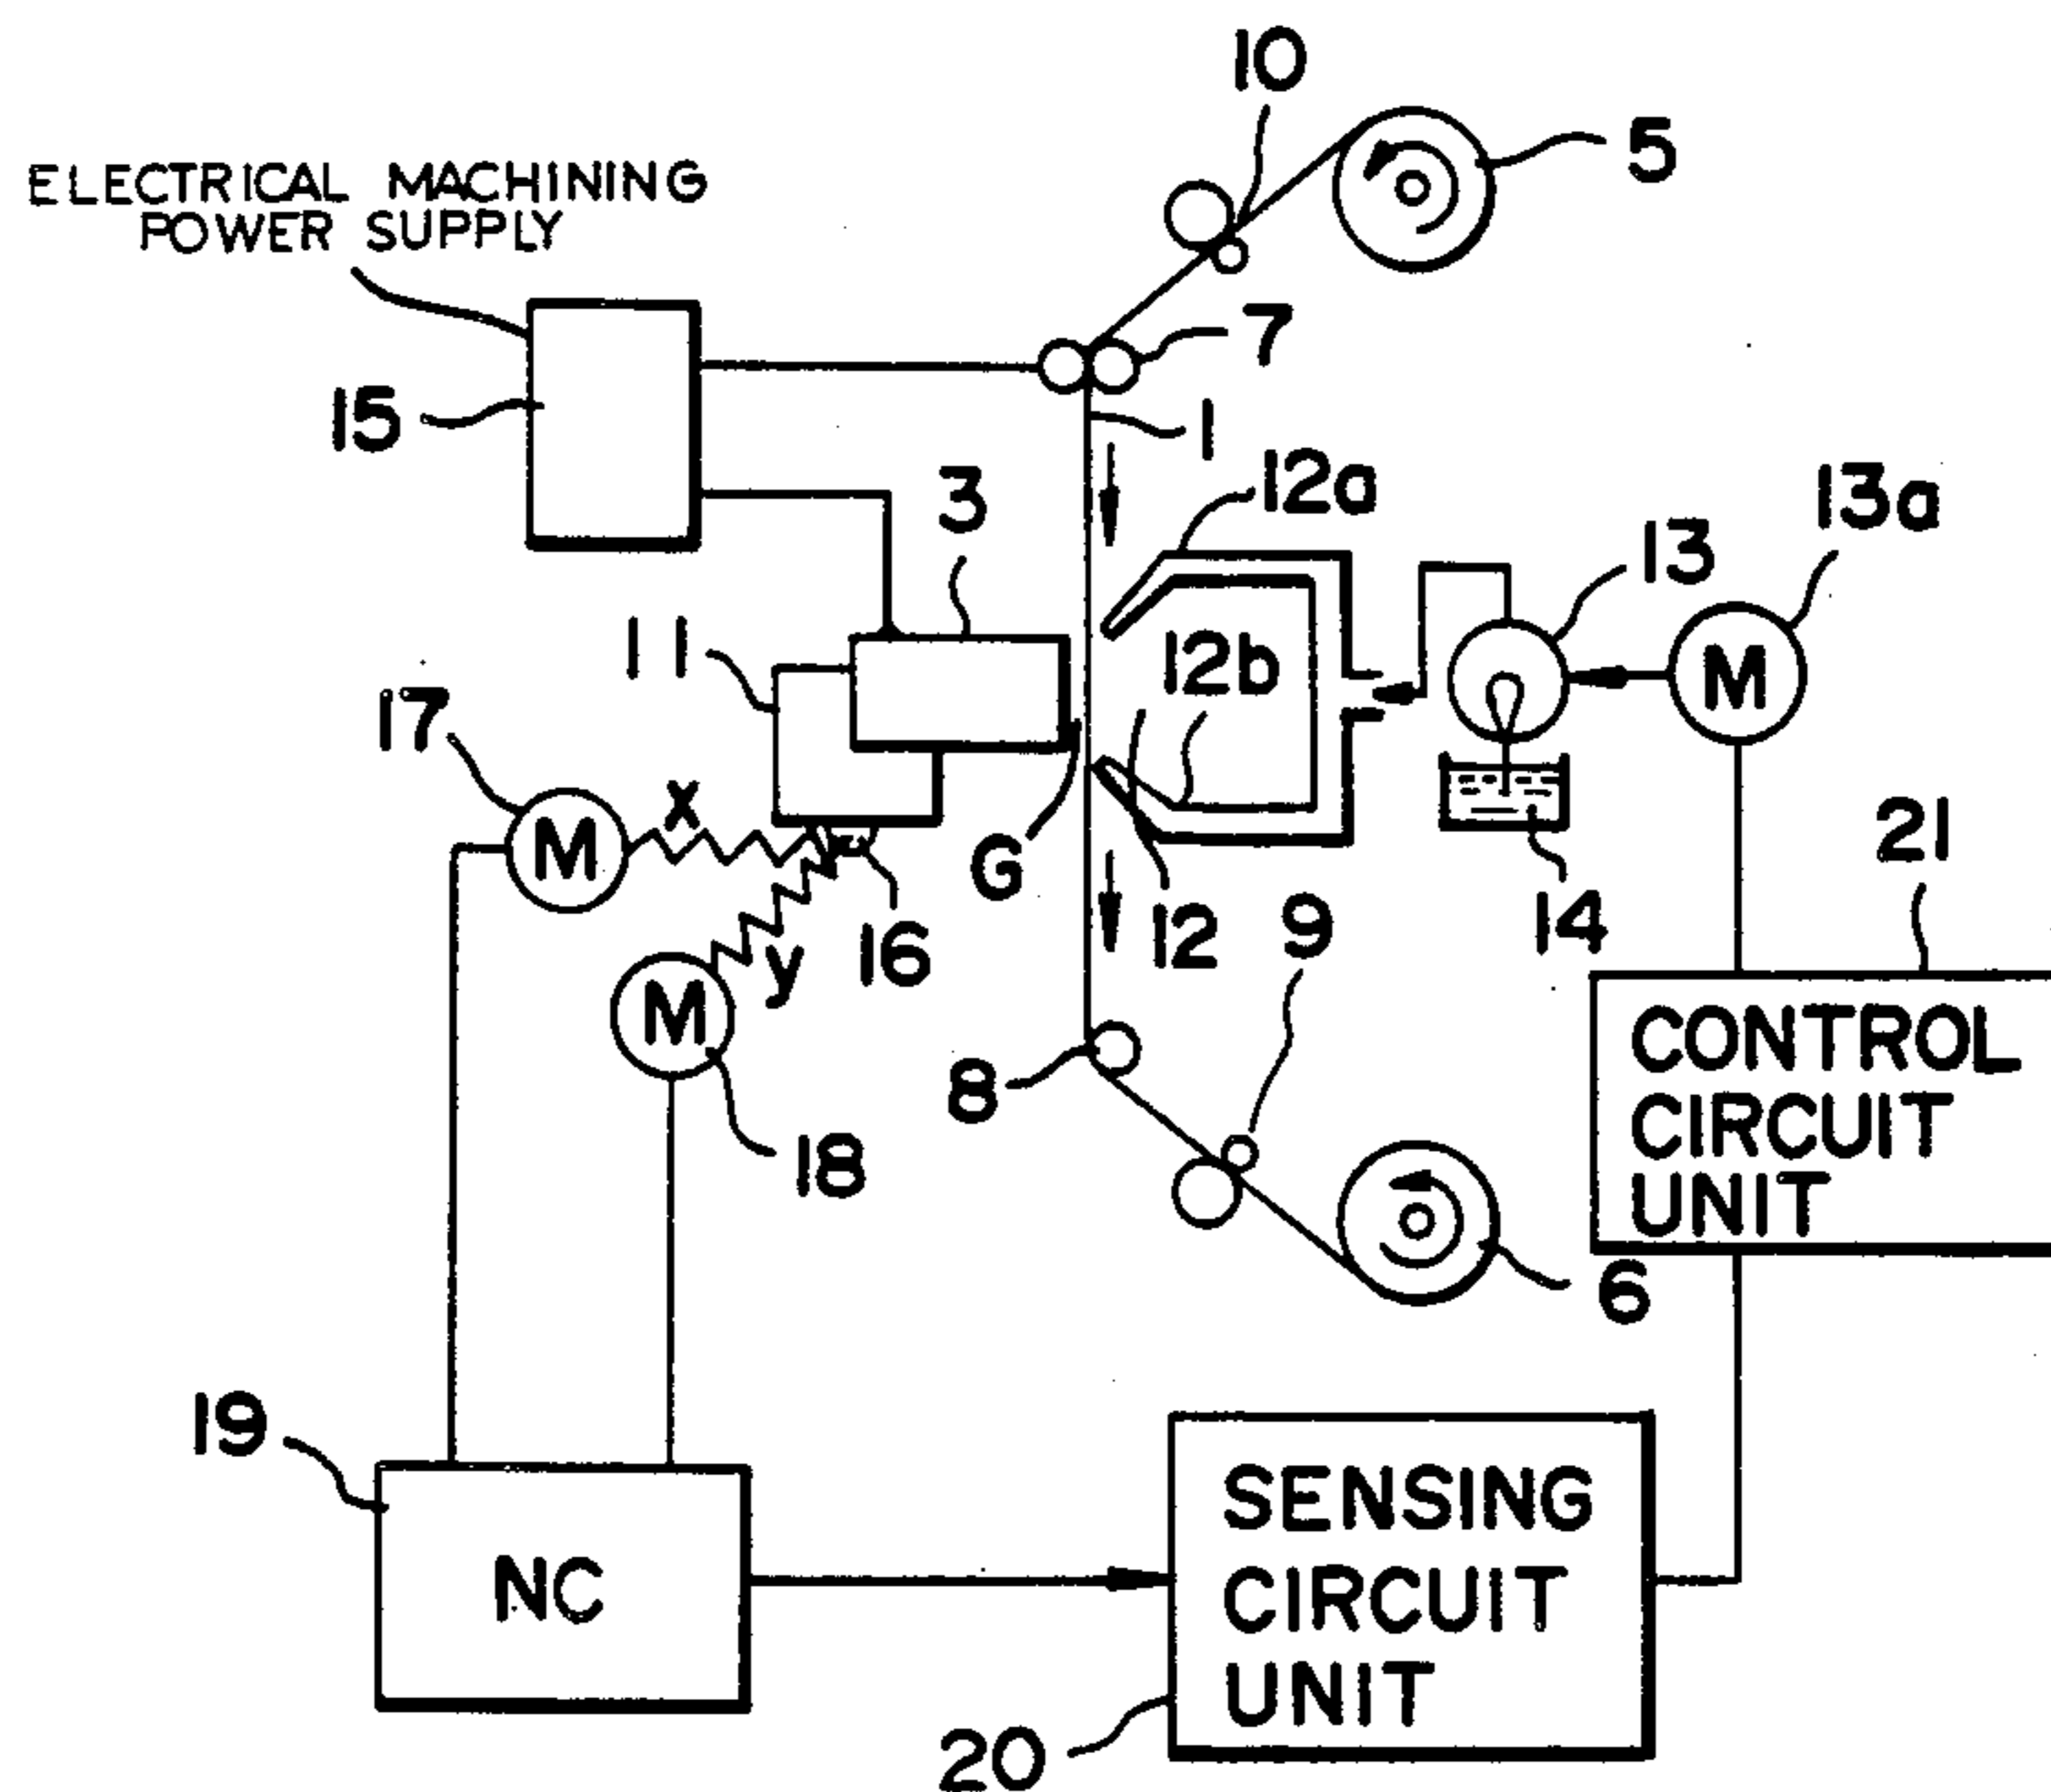 10
5
ELECTRICAL MACHINING
POWER SUPPLY
7
15
1
3
12a
13a
13
11
12b
M
17
x
M
G
21
16
12
14
9
y
M
CONTROL
CIRCUIT
UNIT
8
18
6
19
SENSING
CIRCUIT
UNIT
NC
20